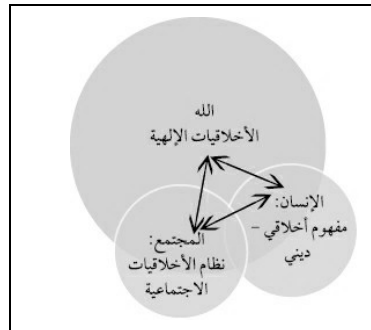 الله
الأخلاقيات الإلهية
الإنسان:
مفهوم أخلاقي –
ديني
المجتمع:
نظام الأخلاقيات
الاجتماعية